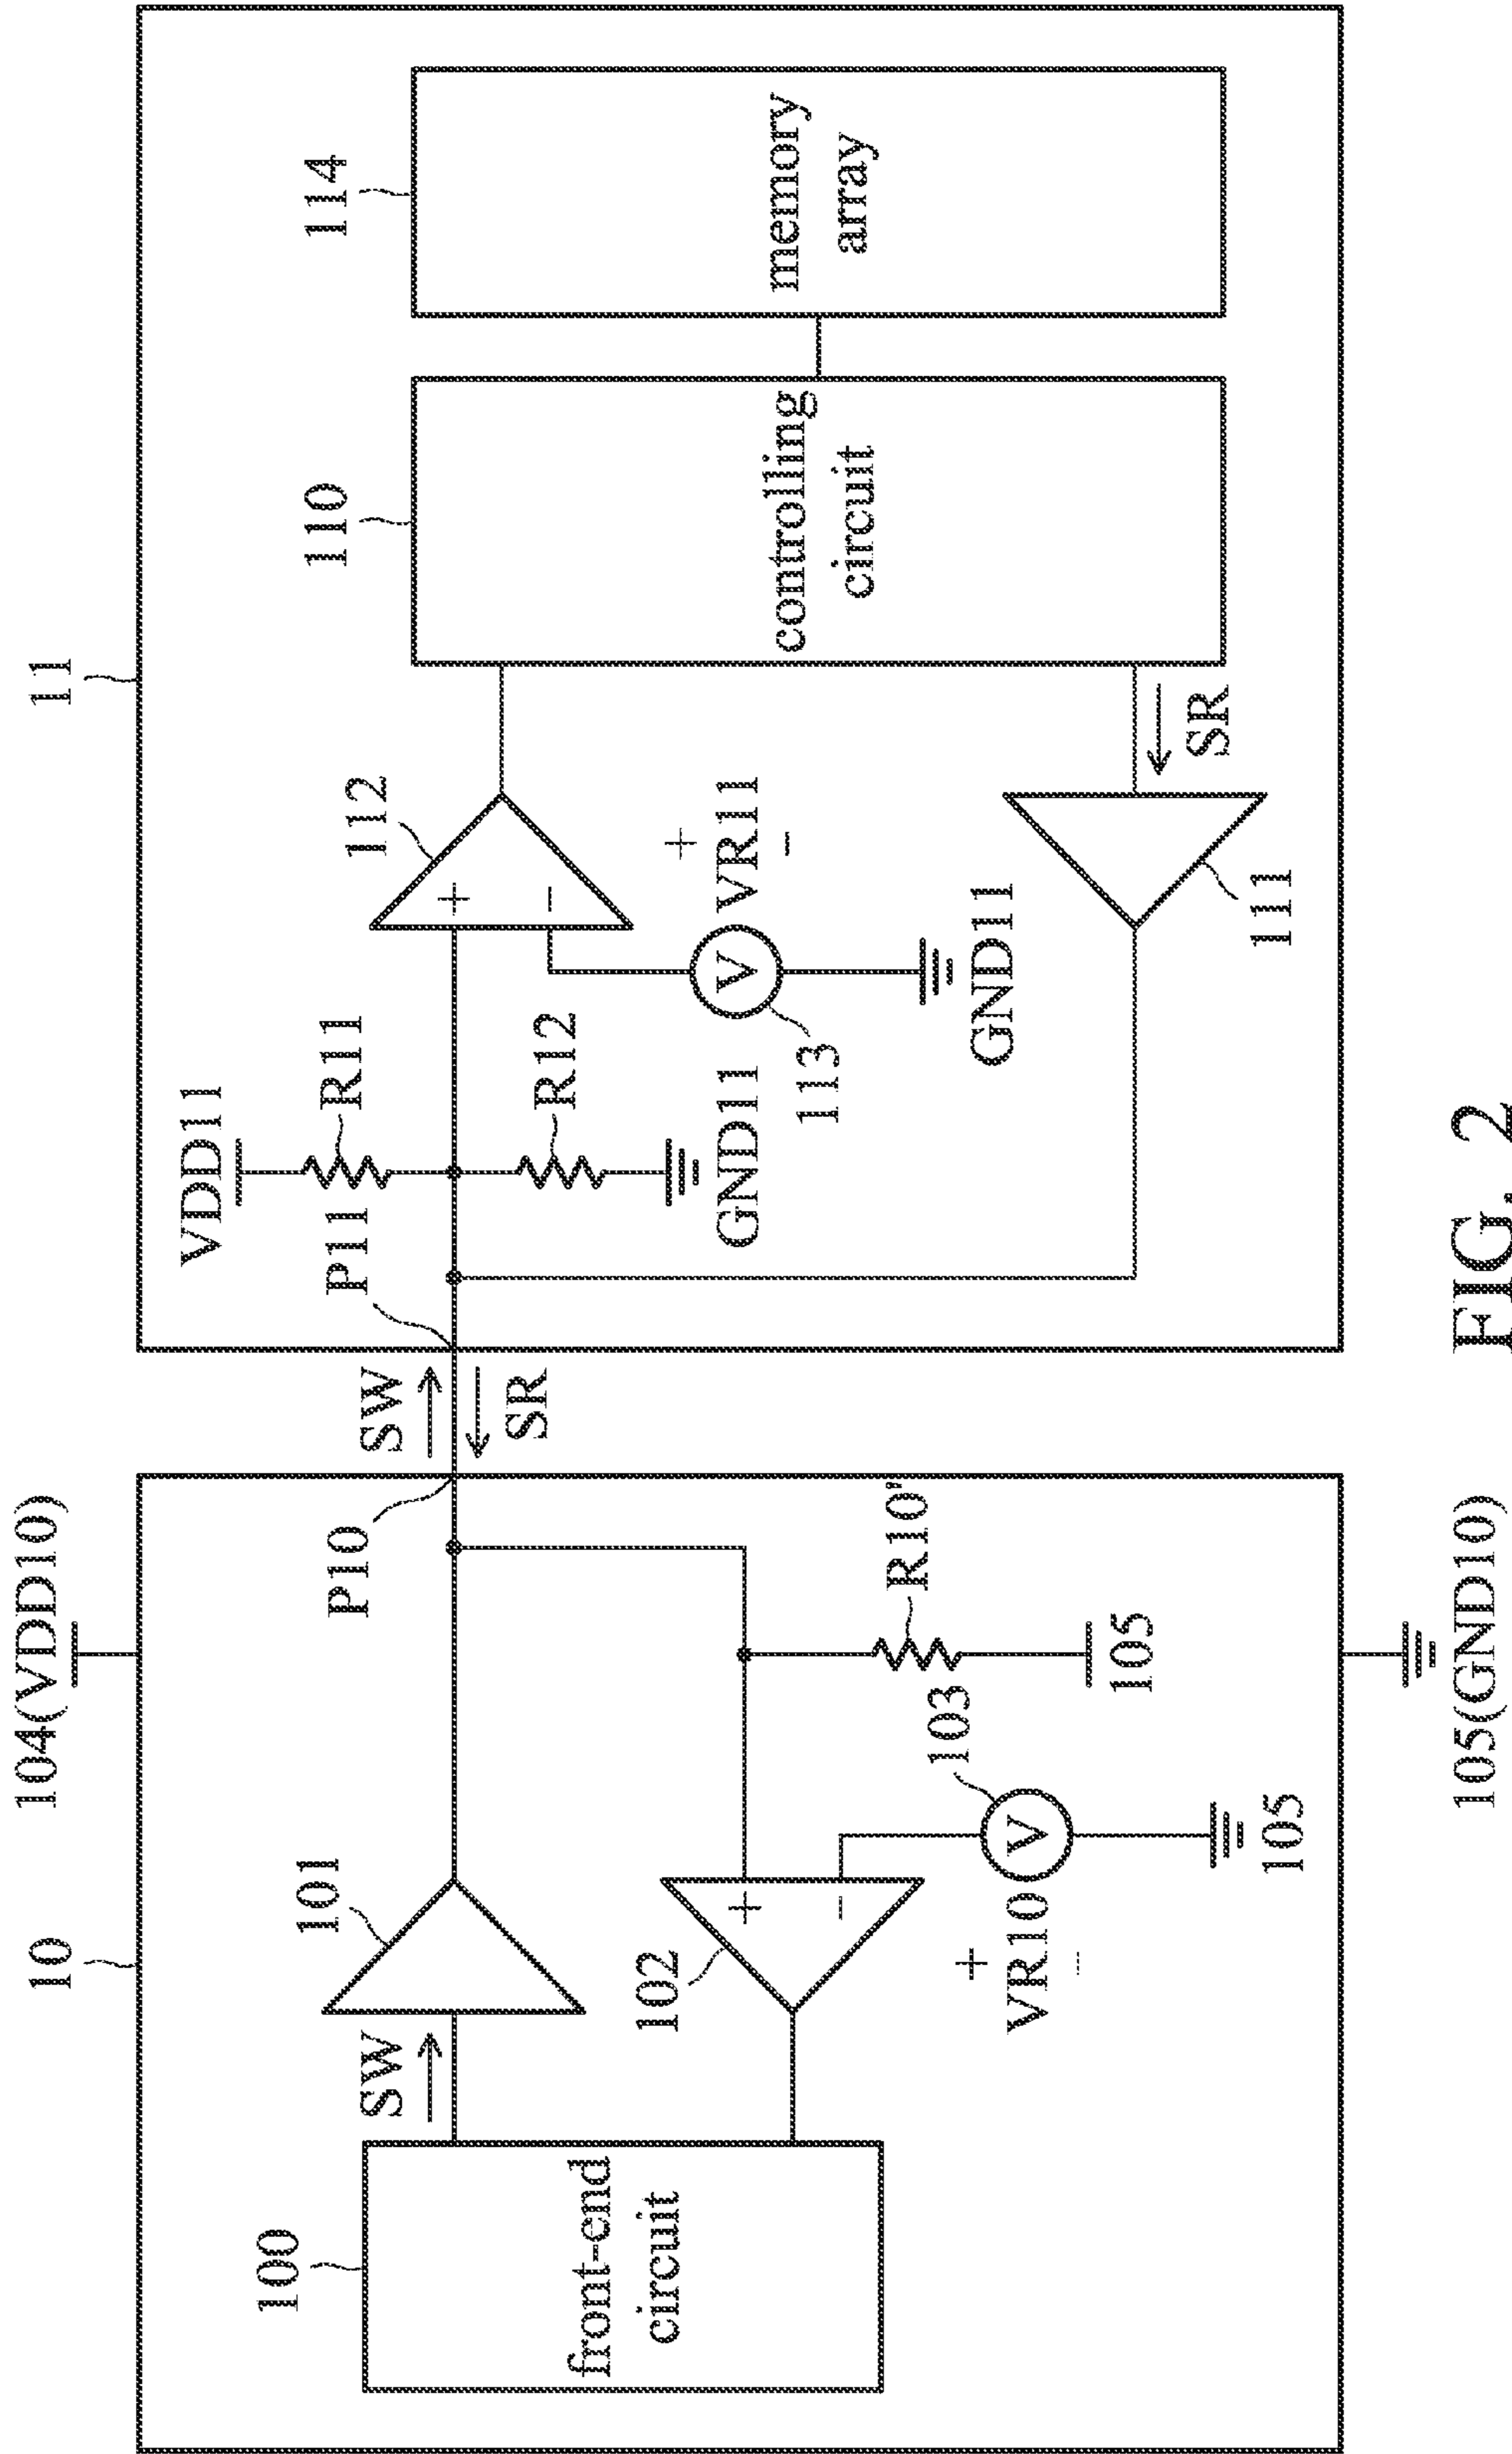 104(VDD10)
10
11
VDD11
100
SW
101
P10
SW
P11
R11
112
110
114
front-end
circuit
102
SR
R12
GND11
113
VR11
+
−
+
−
controlling
circuit
memory
array
+
−
V
GND11
+
VR10
−
103
V
R10'
105
105
SR
111
105(GND10)
FIG. 2